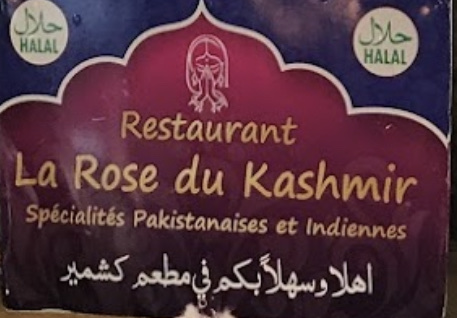 حلال
HALAL
حلال
HALAL
Restaurant
La Rose du Kashmir
Spécialités Pakistanaises et Indiennes
اهلا وسهلاً بكم في مطعم كشمير